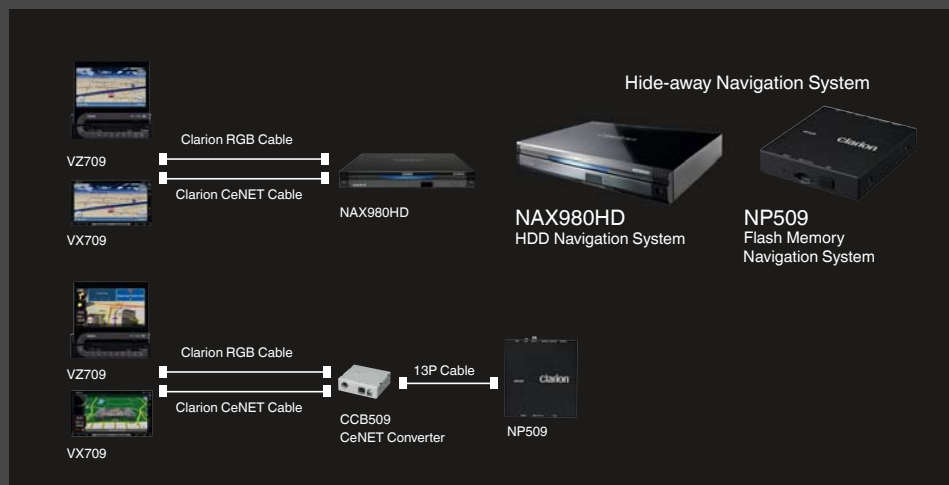 Hide-away Navigation System
VZ709
Clarion RGB Cable
Clarion CeNET Cable
VX709
NAX980HD
NAX980HD
HDD Navigation System
clarion
NP509
Flash Memory
Navigation System
VZ709
Clarion RGB Cable
Clarion CeNET Cable
VX709
CCB509
CeNET Converter
13P Cable
clarion
NP509